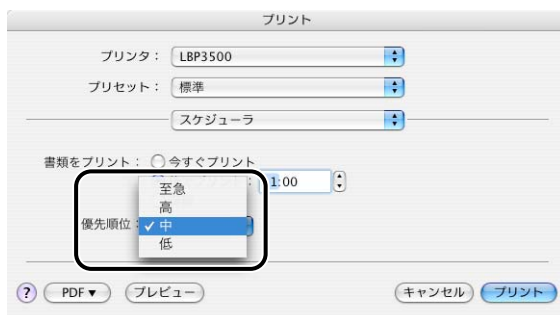 プリント
プリンタ： LBP3500
プリセット： 標準
スケジューラ
書類をプリント： 今すぐプリント
： 1:00
至急
高
優先順位： ✓中
低
? PDF▼ プレビュー キャンセル プリント